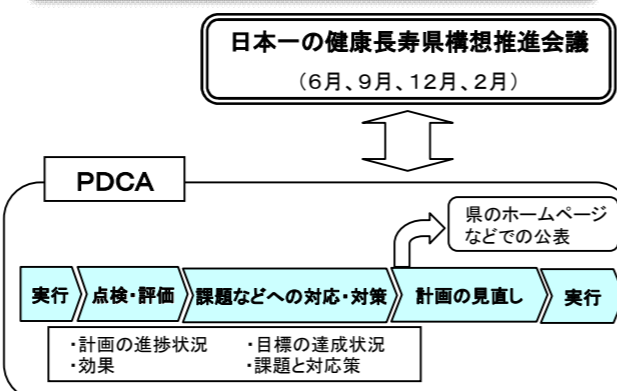 日本一の健康長寿県構想推進会議
（６月、９月、１２月、２月）
PDCA
県のホームページ
などでの公表
実行
点検・評価
課題などへの対応・対策
計画の見直し
実行
・計画の進捗状況　・目標の達成状況
・効果　・課題と対応策